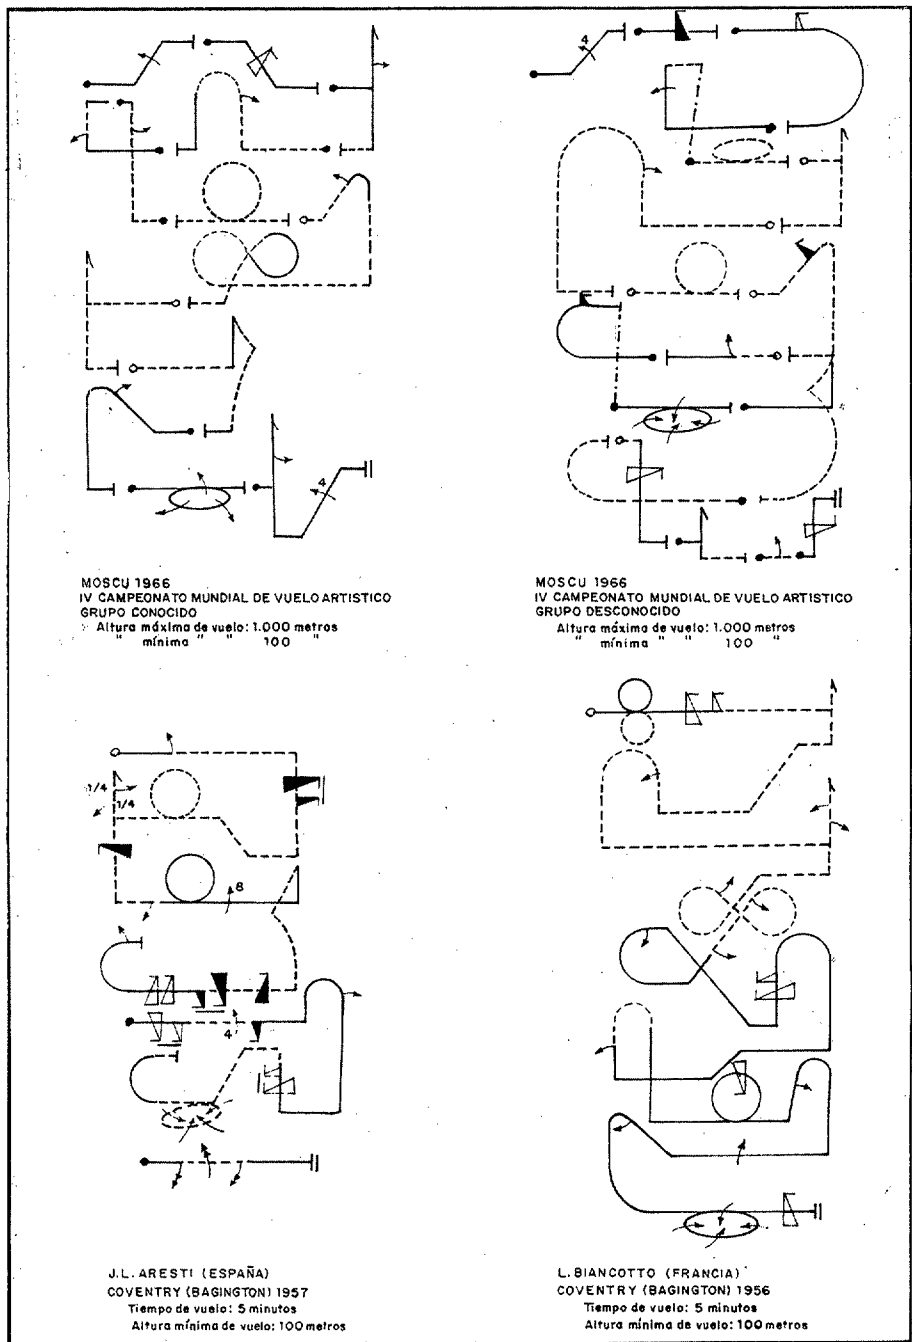 4
4
MOSCU 1966
IV CAMPEONATO MUNDIAL DE VUELO ARTISTICO
GRUPO CONOCIDO
Altura máxima de vuelo: 1.000 metros
" mínima " " 100 "
4
MOSCU 1966
IV CAMPEONATO MUNDIAL DE VUELO ARTISTICO
GRUPO DESCONOCIDO
Altura máxima de vuelo: 1.000 metros
" mínima " " 100 "
1/4
1/4
8
4
J.L. ARESTI (ESPAÑA)
COVENTRY (BAGINGTON) 1957
Tiempo de vuelo: 5 minutos
Altura mínima de vuelo: 100 metros
L. BIANCOTTO (FRANCIA)
COVENTRY (BAGINGTON) 1956
Tiempo de vuelo: 5 minutos
Altura mínima de vuelo: 100 metros